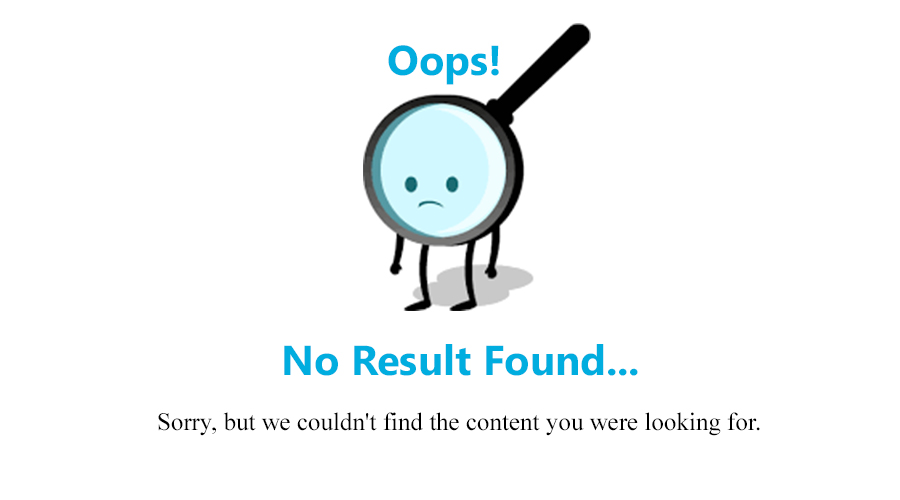 Oops!
No Result Found...
Sorry, but we couldn't find the content you were looking for.